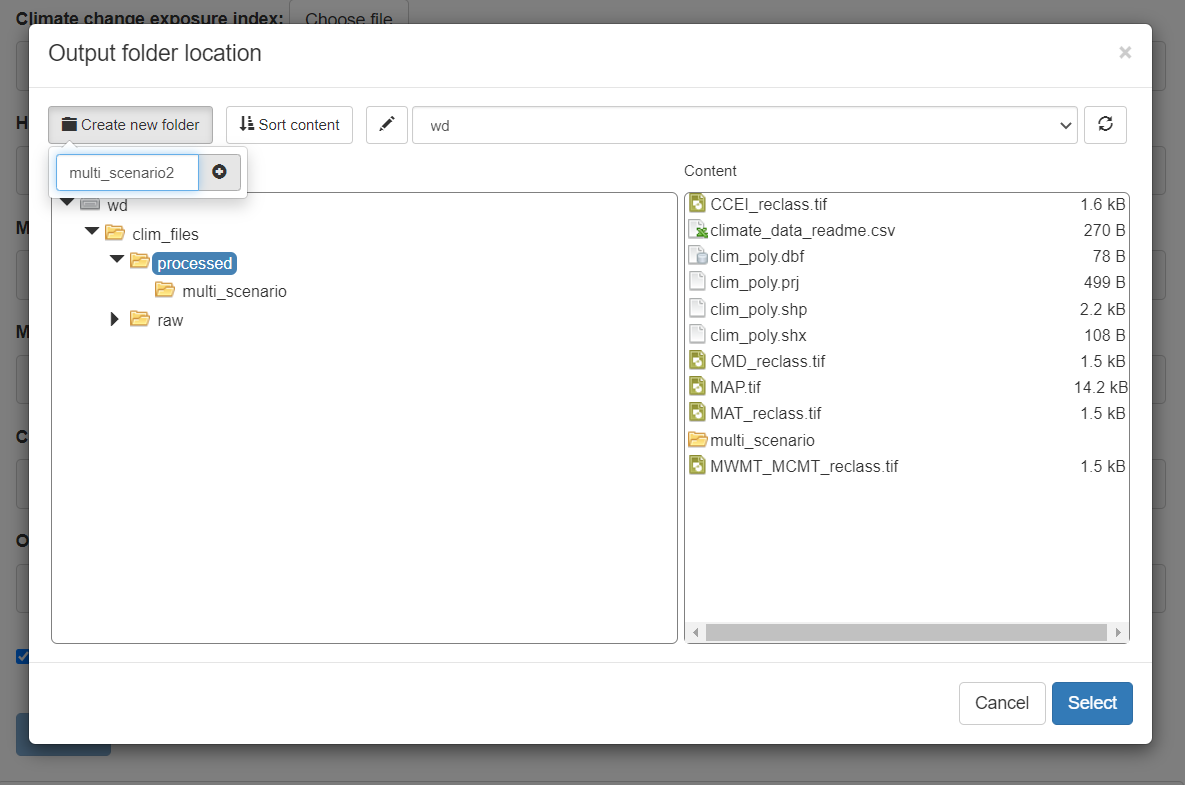 Climate change exposure index: Choose file
Output folder location
×
Create new folder
Sort content
wd
multi_scenario2
Content
wd
clim_files
processed
multi_scenario
raw
CCEI_reclass.tif 1.6 kB
climate_data_readme.csv 270 B
clim_poly.dbf 78 B
clim_poly.prj 499 B
clim_poly.shp 2.2 kB
clim_poly.shx 108 B
CMD_reclass.tif 1.5 kB
MAP.tif 14.2 kB
MAT_reclass.tif 1.5 kB
multi_scenario
MWMT_MCMT_reclass.tif 1.5 kB
H
M
M
C
O
Cancel
Select